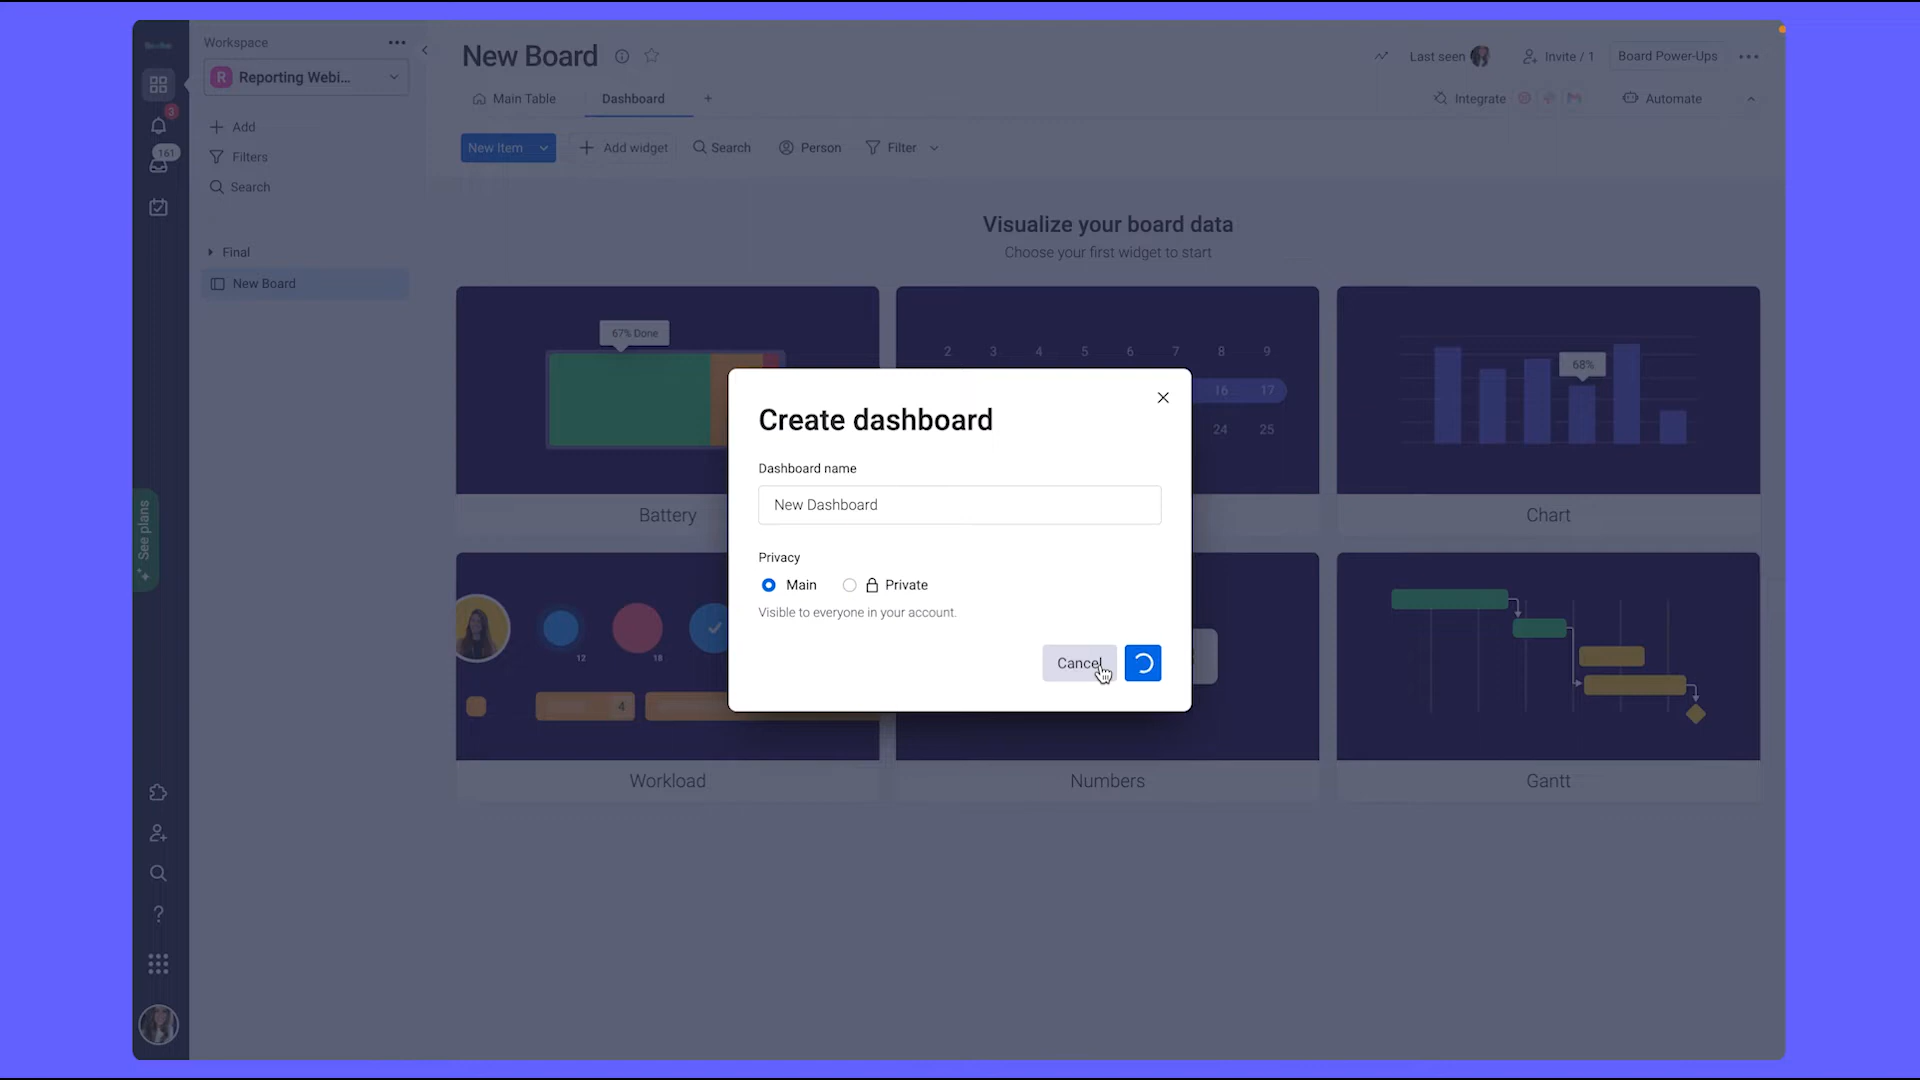 Workspace
R Reporting Webi...
3
161
Add
Filters
Search
Final
New Board
See plans
?
New Board
Last seen
Invite / 1
Board Power-Ups
Main Table
Dashboard
+
Integrate
Automate
New Item
Add widget
Search
Person
Filter
Visualize your board data
Choose your first widget to start
67% Done
2 3 4 5 6 7 8 9
16 17
24 25
68%
Battery
Chart
Create dashboard
Dashboard name
New Dashboard
Privacy
Main
Private
Visible to everyone in your account.
Cancel
12
18
4
Workload
Numbers
Gantt